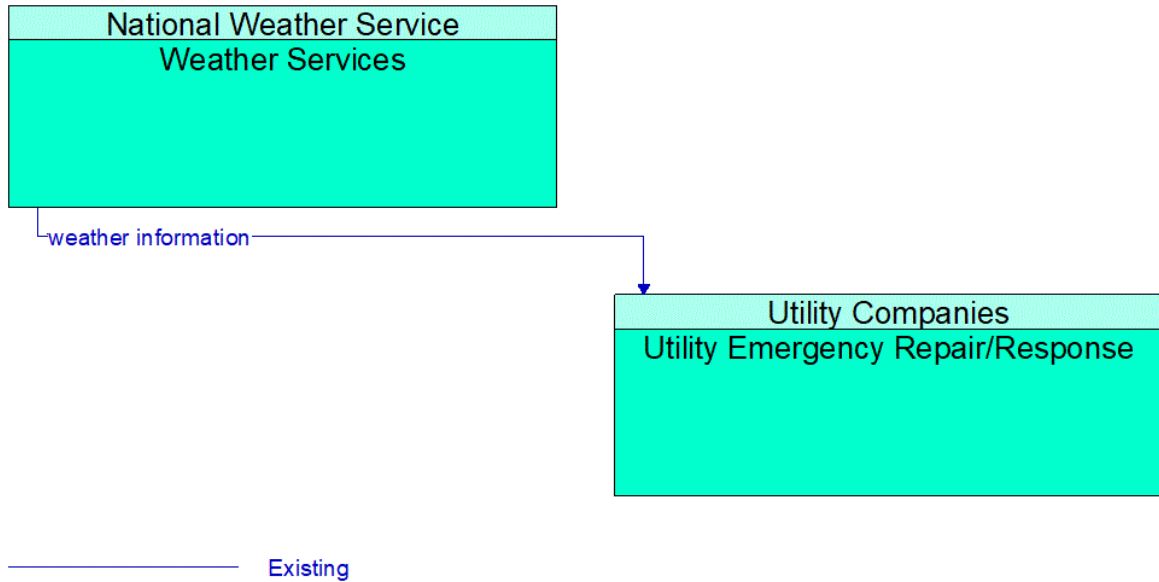 National Weather Service
Weather Services
weather information
Utility Companies
Utility Emergency Repair/Response
Existing